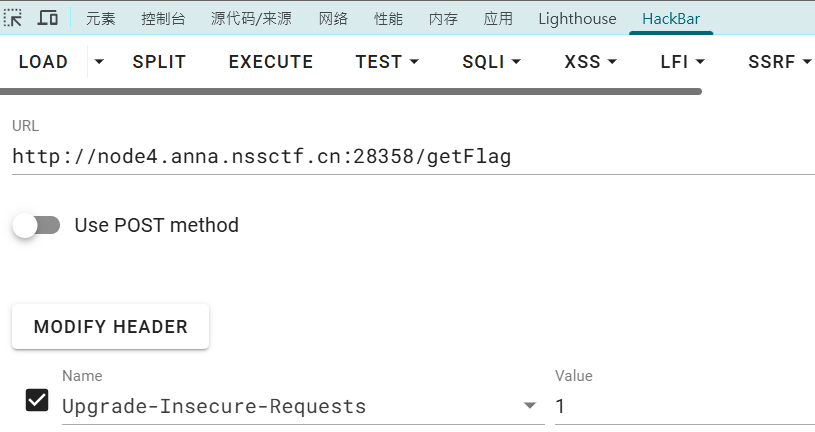 元素 控制台 源代码/来源 网络 性能 内存 应用 Lighthouse HackBar
LOAD SPLIT EXECUTE TEST SQLI XSS LFI SSRF
URL
http://node4.anna.nssctf.cn:28358/getFlag
Use POST method
MODIFY HEADER
Name Value
Upgrade-Insecure-Requests 1